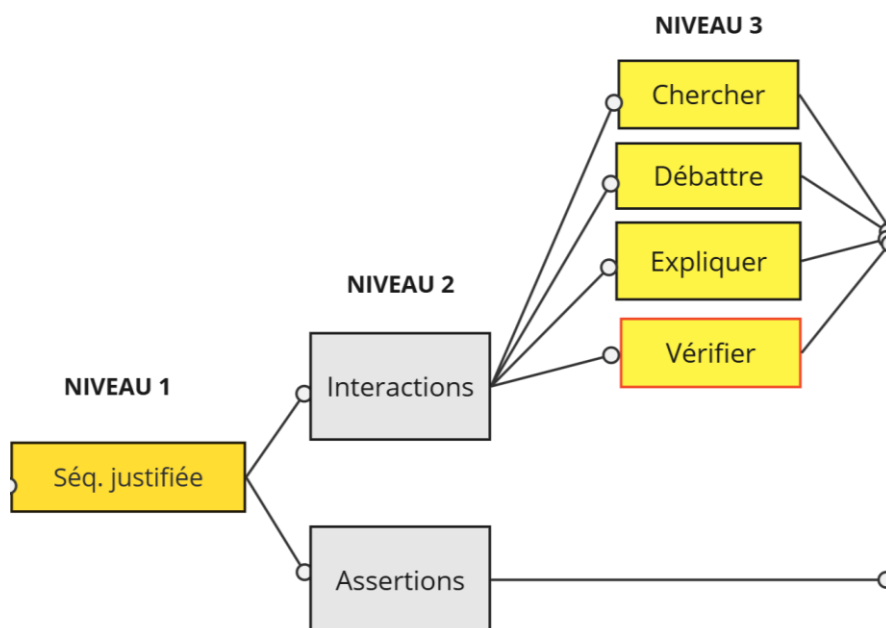 NIVEAU 3
Chercher
Débattre
Expliquer
NIVEAU 2
Vérifier
NIVEAU 1
Interactions
Séq. justifiée
Assertions